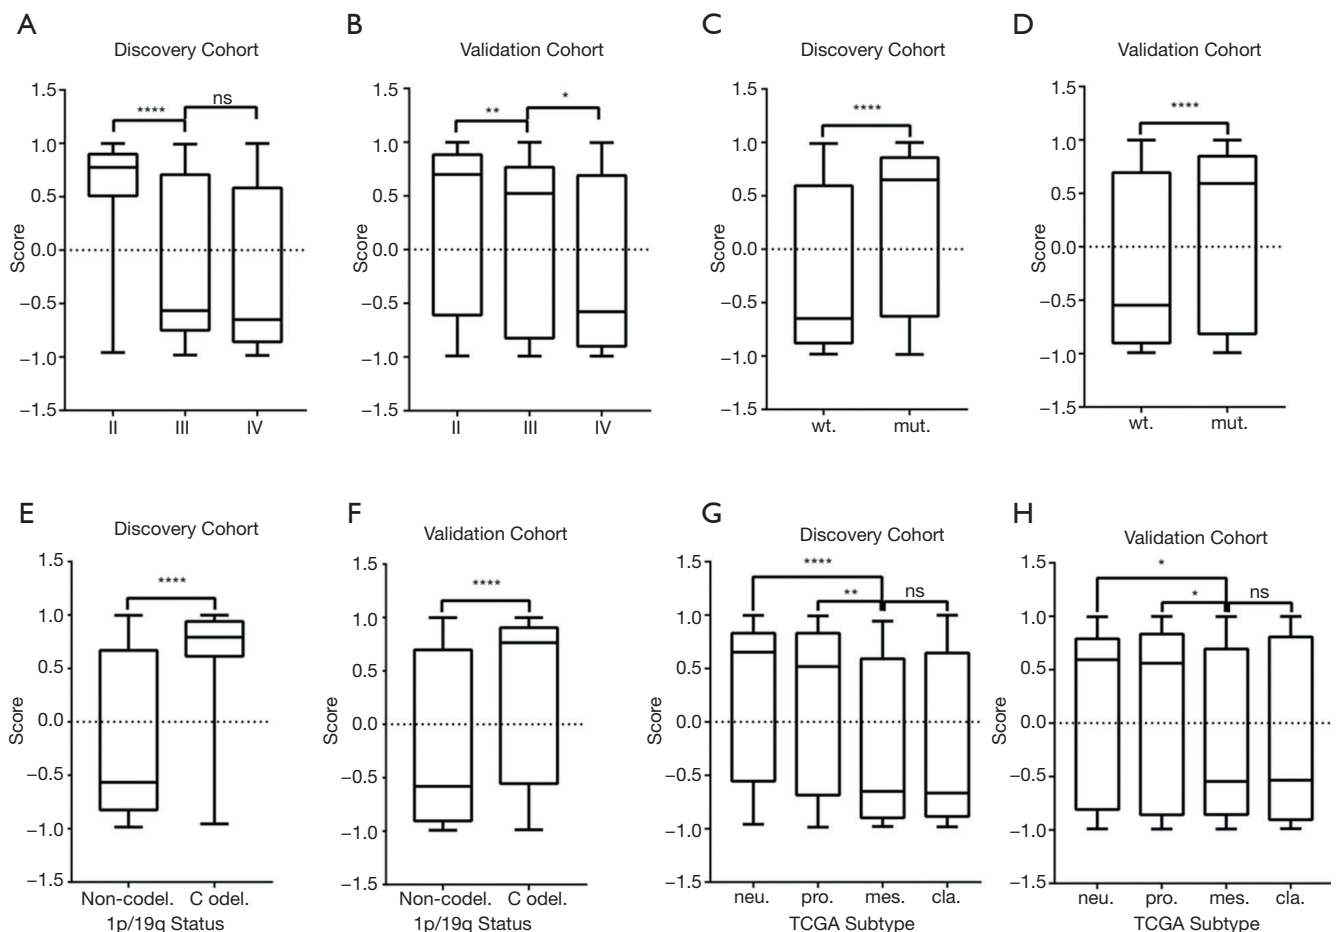 A
Discovery Cohort
1.5
1.0
0.5
0.0
−0.5
−1.0
−1.5
Score
****
ns
II
III
IV
B
Validation Cohort
1.5
1.0
0.5
0.0
−0.5
−1.0
−1.5
Score
**
*
II
III
IV
C
Discovery Cohort
1.5
1.0
0.5
0.0
−0.5
−1.0
−1.5
Score
****
wt.
mut.
D
Validation Cohort
1.5
1.0
0.5
0.0
−0.5
−1.0
−1.5
Score
****
wt.
mut.
E
Discovery Cohort
1.5
1.0
0.5
0.0
−0.5
−1.0
−1.5
Score
****
Non-codel.
C odel.
1p/19q Status
F
Validation Cohort
1.5
1.0
0.5
0.0
−0.5
−1.0
−1.5
Score
****
Non-codel.
C odel.
1p/19q Status
G
Discovery Cohort
1.5
1.0
0.5
0.0
−0.5
−1.0
−1.5
Score
****
**
ns
neu.
pro.
mes.
cla.
TCGA Subtype
H
Validation Cohort
1.5
1.0
0.5
0.0
−0.5
−1.0
−1.5
Score
*
*
ns
neu.
pro.
mes.
cla.
TCGA Subtype